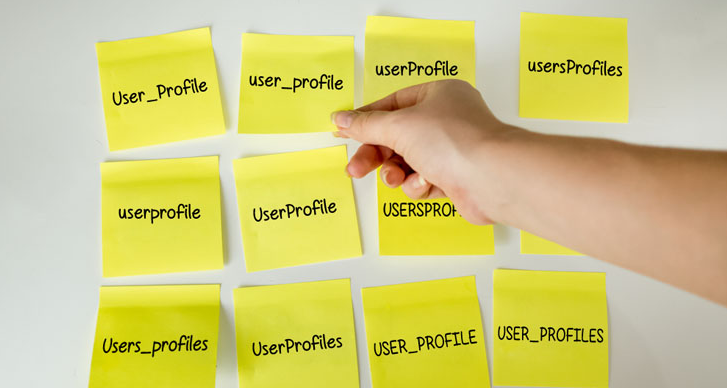 User_Profile
user_profile
userProfile
usersProfiles
userprofile
UserProfile
Users_profiles
UserProfiles
USER_PROFILE
USER_PROFILES